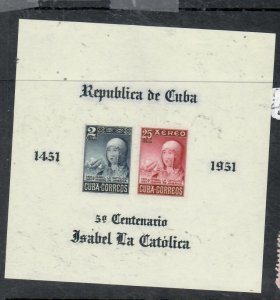 Republica de Cuba
2 25 AEREO
1451 1951
CUBA-CORREOS CUBA-CORREOS
5º Centenario
Isabel La Católica